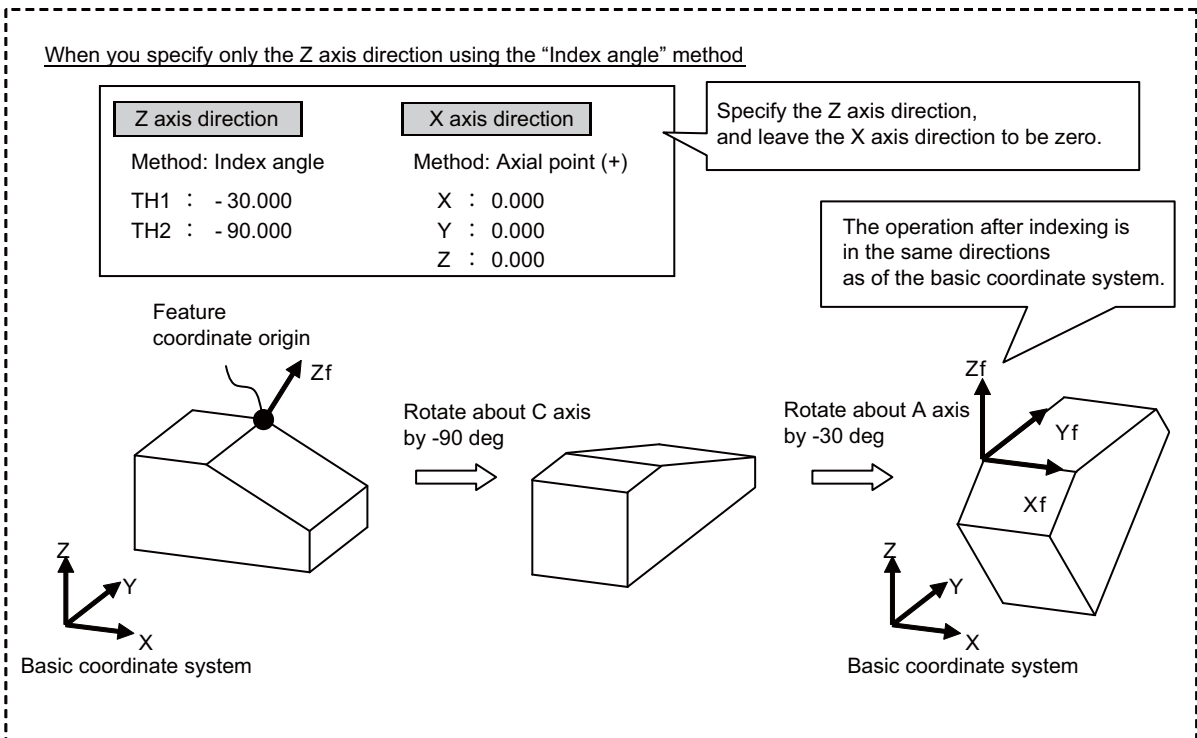 When you specify only the Z axis direction using the “Index angle” method
Z axis direction
Method: Index angle
TH1 : - 30.000
TH2 : - 90.000
X axis direction
Method: Axial point (+)
X : 0.000
Y : 0.000
Z : 0.000
Specify the Z axis direction,
and leave the X axis direction to be zero.
The operation after indexing is
in the same directions
as of the basic coordinate system.
Feature
coordinate origin
Zf
Rotate about C axis
by -90 deg
Rotate about A axis
by -30 deg
Zf
Yf
Xf
Z
Y
X
Basic coordinate system
Z
Y
X
Basic coordinate system